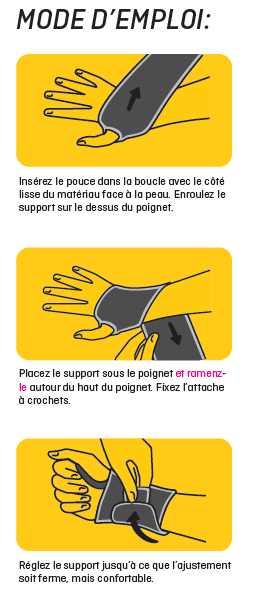 MODE D'EMPLOI:
Insérez le pouce dans la boucle avec le côté
lisse du matériau face à la peau. Enroulez le
support sur le dessus du poignet.
Placez le support sous le poignet et ramenz-
le autour du haut du poignet. Fixez l'attache
à crochets.
Réglez le support jusqu'à ce que l'ajustement
soit ferme, mais confortable.